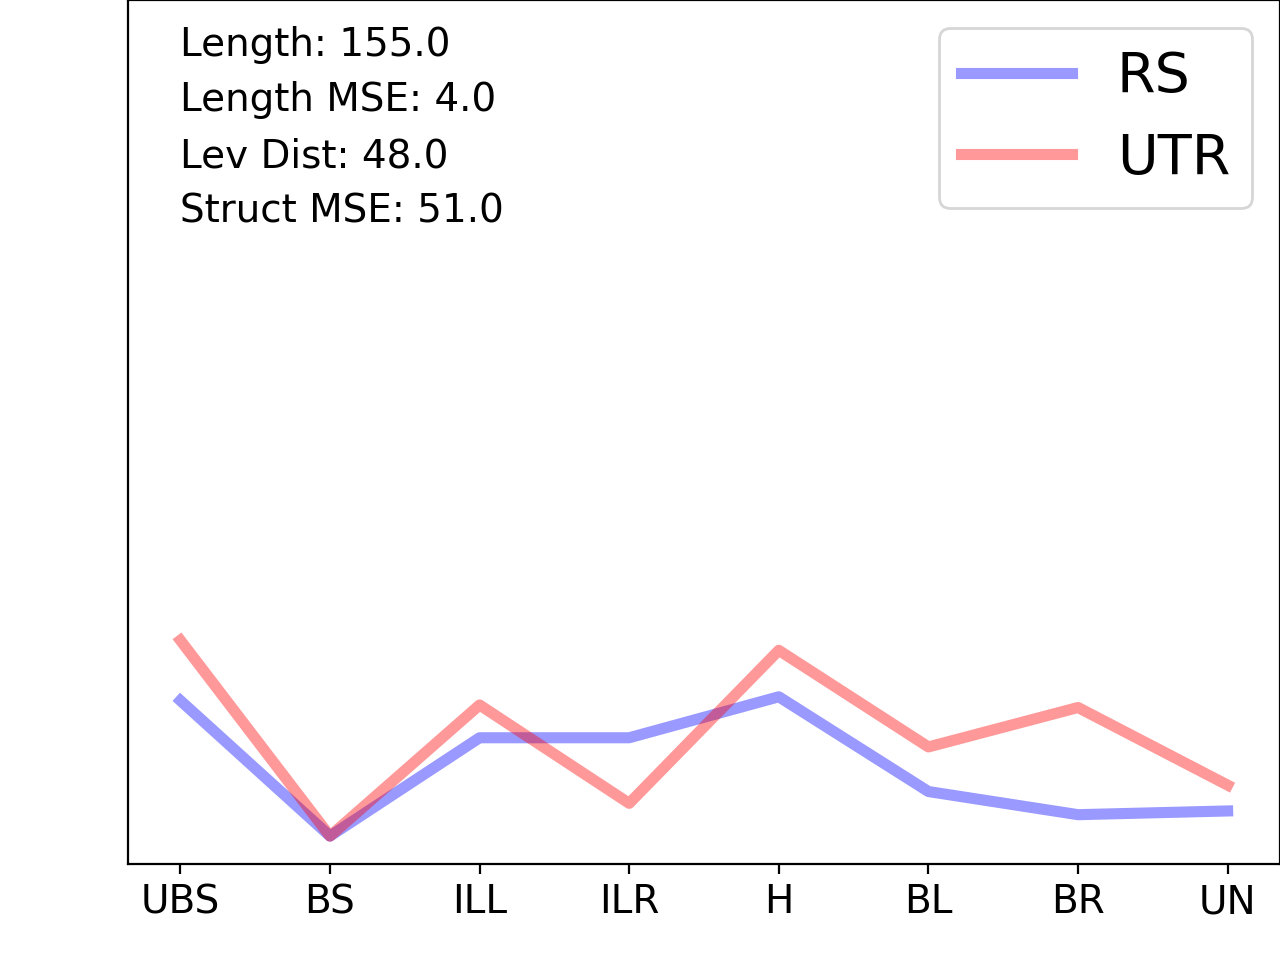 Length: 155.0
Length MSE: 4.0
Lev Dist: 48.0
Struct MSE: 51.0
RS
UTR
UBS BS ILL ILR H BL BR UN